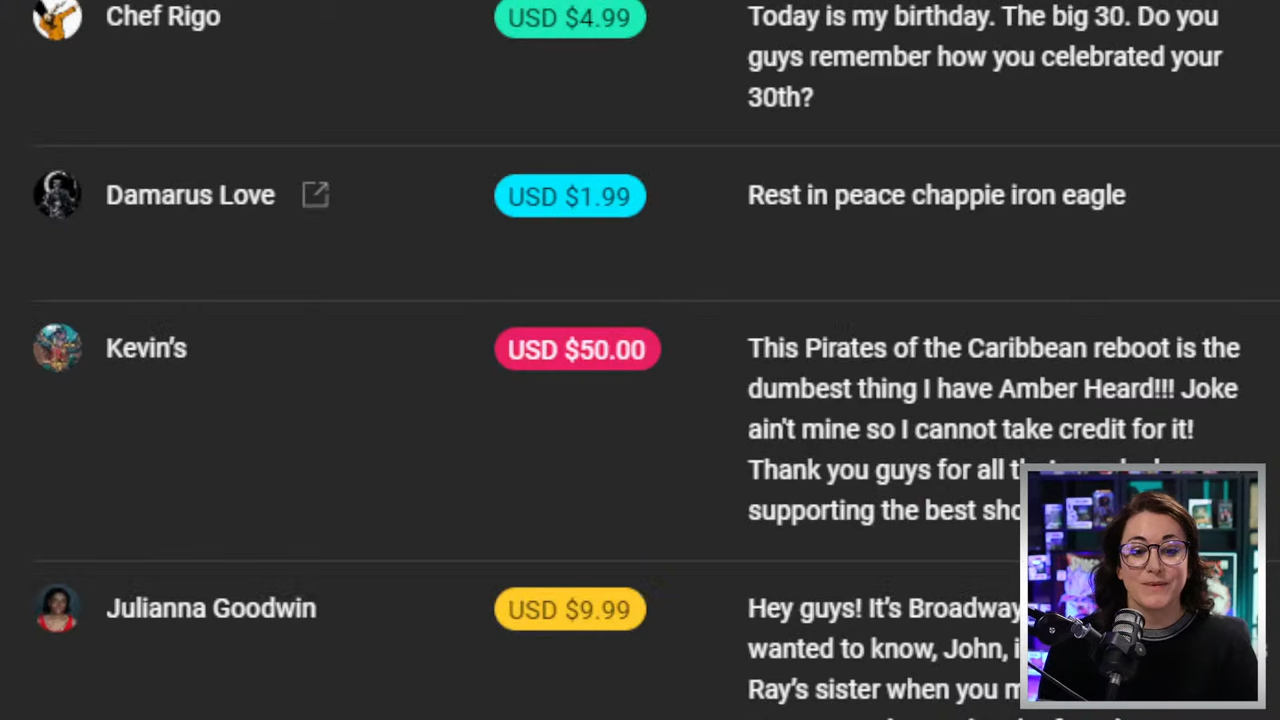 Chef Rigo
USD $4.99
Today is my birthday. The big 30. Do you
guys remember how you celebrated your
30th?
Damarus Love
USD $1.99
Rest in peace chappie iron eagle
Kevin's
USD $50.00
This Pirates of the Caribbean reboot is the
dumbest thing I have Amber Heard!!! Joke
ain't mine so I cannot take credit for it!
Thank you guys for all
supporting the best
Julianna Goodwin
USD $9.99
Hey guys! It's Broadway
wanted to know, John,
Ray's sister when you